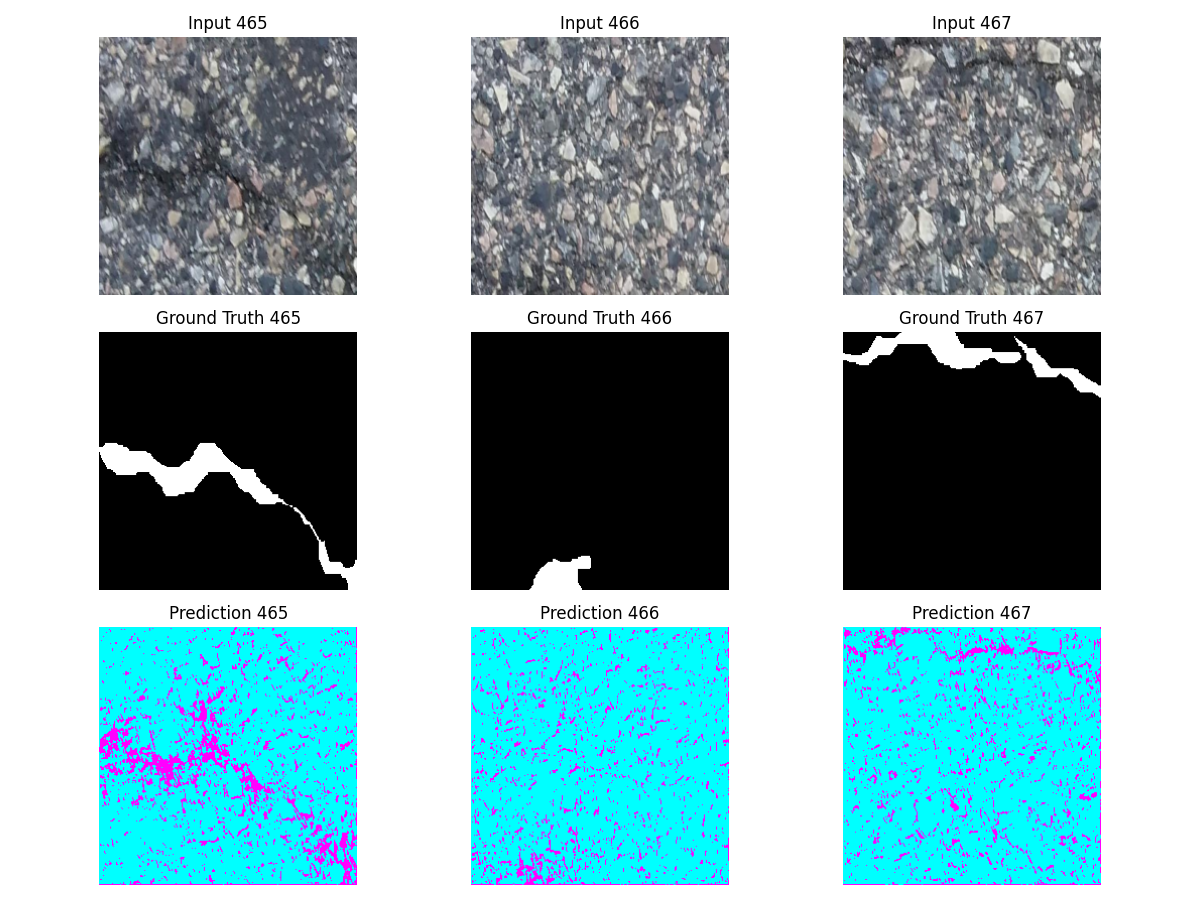 Input 465
Input 466
Input 467
Ground Truth 465
Ground Truth 466
Ground Truth 467
Prediction 465
Prediction 466
Prediction 467